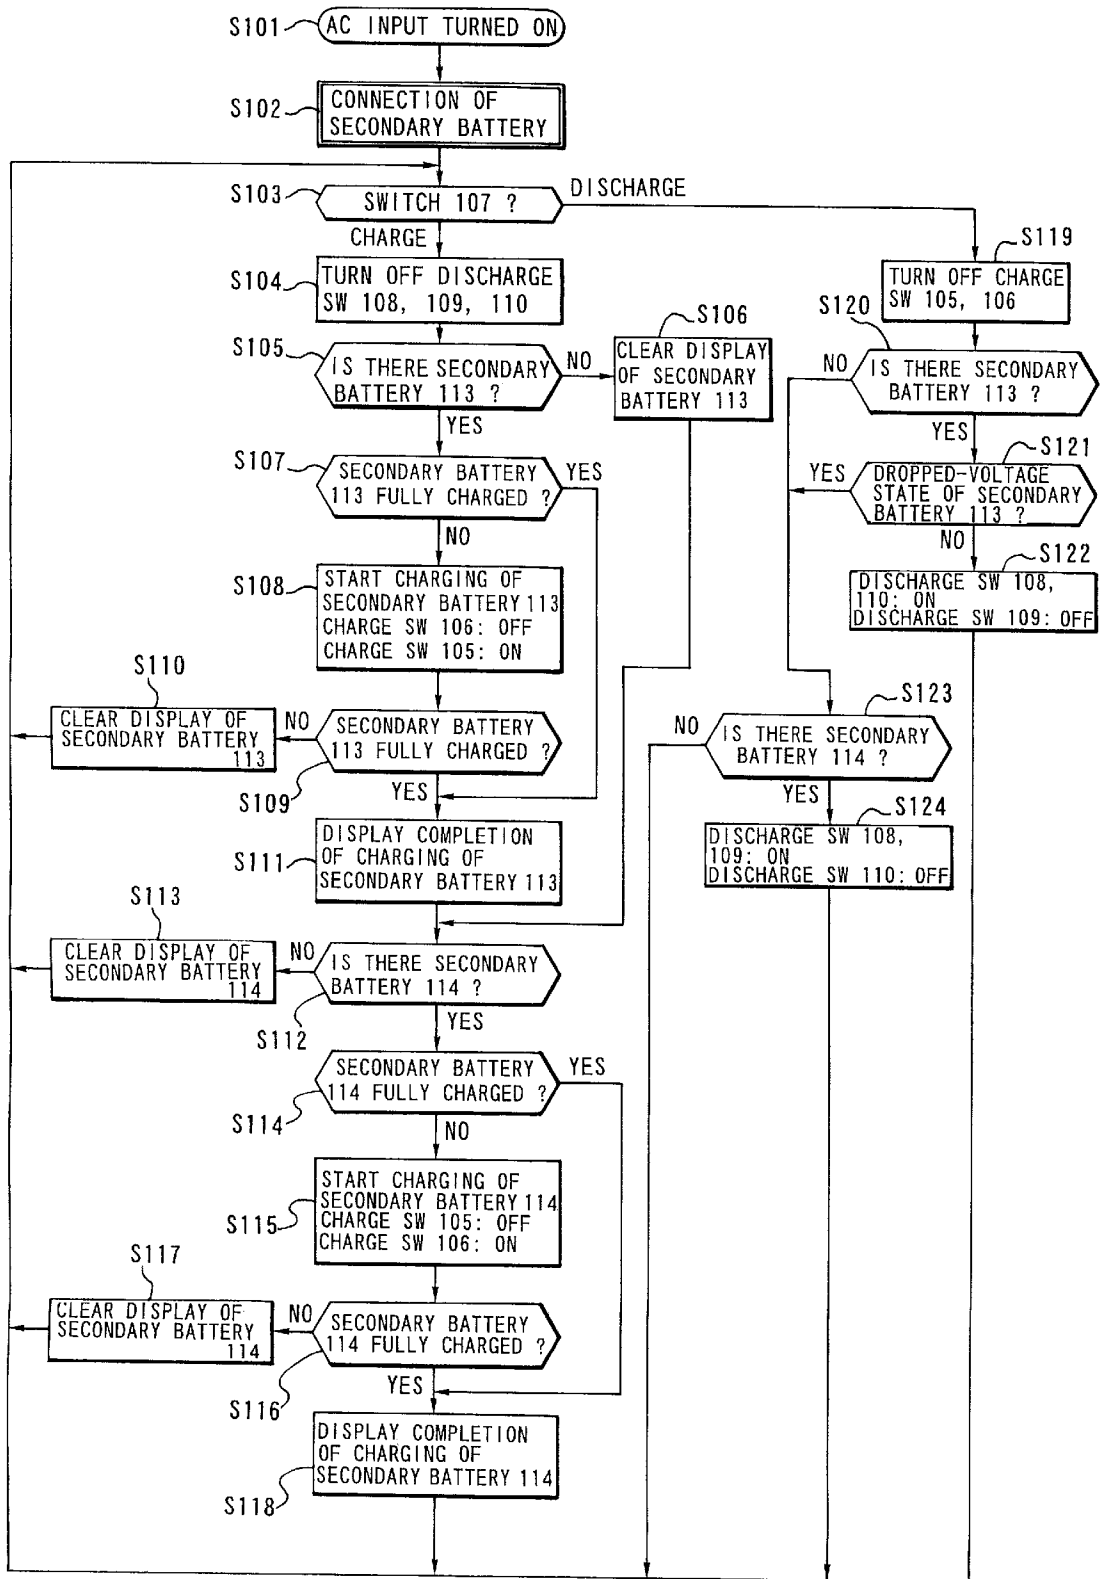 S101
AC INPUT TURNED ON
S102
CONNECTION OF
SECONDARY BATTERY
S103
SWITCH 107 ?
DISCHARGE
CHARGE
S104
TURN OFF DISCHARGE
SW 108, 109, 110
S105
IS THERE SECONDARY
BATTERY 113 ?
NO
YES
S106
CLEAR DISPLAY
OF SECONDARY
BATTERY 113
S107
SECONDARY BATTERY
113 FULLY CHARGED ?
YES
NO
S108
START CHARGING OF
SECONDARY BATTERY 113
CHARGE SW 106: OFF
CHARGE SW 105: ON
S110
CLEAR DISPLAY OF
SECONDARY BATTERY
113
NO
SECONDARY BATTERY
113 FULLY CHARGED ?
S109
YES
S111
DISPLAY COMPLETION
OF CHARGING OF
SECONDARY BATTERY 113
S113
CLEAR DISPLAY OF
SECONDARY BATTERY
114
NO
IS THERE SECONDARY
BATTERY 114 ?
S112
YES
SECONDARY BATTERY
114 FULLY CHARGED ?
YES
S114
NO
S115
START CHARGING OF
SECONDARY BATTERY 114
CHARGE SW 105: OFF
CHARGE SW 106: ON
S117
CLEAR DISPLAY OF
SECONDARY BATTERY
114
NO
SECONDARY BATTERY
114 FULLY CHARGED ?
S116
YES
DISPLAY COMPLETION
OF CHARGING OF
SECONDARY BATTERY 114
S118
S119
TURN OFF CHARGE
SW 105, 106
S120
NO
IS THERE SECONDARY
BATTERY 113 ?
YES
S121
YES
DROPPED-VOLTAGE
STATE OF SECONDARY
BATTERY 113 ?
NO
S122
DISCHARGE SW 108,
110: ON
DISCHARGE SW 109: OFF
S123
NO
IS THERE SECONDARY
BATTERY 114 ?
YES
S124
DISCHARGE SW 108,
109: ON
DISCHARGE SW 110: OFF